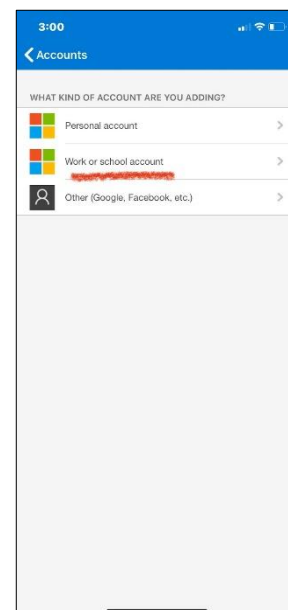 3:00
Accounts
WHAT KIND OF ACCOUNT ARE YOU ADDING?
Personal account
Work or school account
Other (Google, Facebook, etc.)